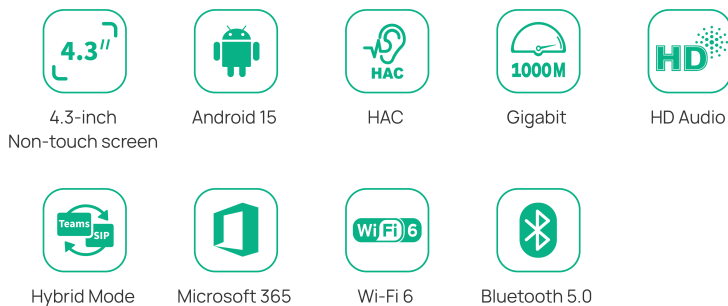 4.3"
HAC
1000M
HD
4.3-inch
Non-touch screen
Android 15
HAC
Gigabit
HD Audio
Teams
SIP
Wi Fi 6
Hybrid Mode
Microsoft 365
Wi-Fi 6
Bluetooth 5.0